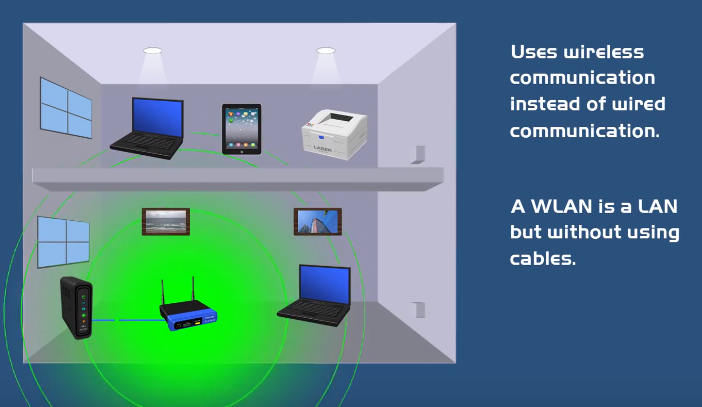 Uses wireless
communication
instead of wired
communication.
A WLAN is a LAN
but without using
cables.
LASER